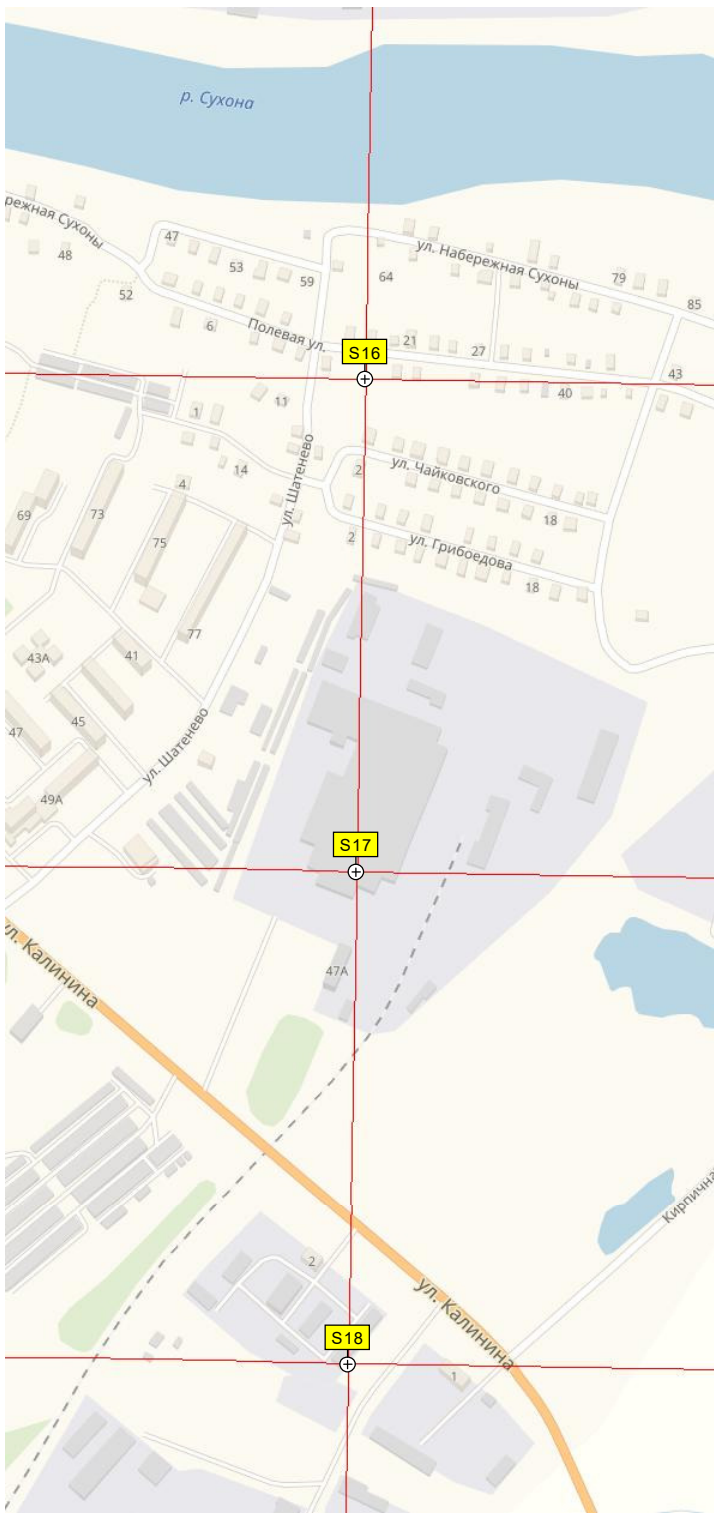 р. Сухона
режная Сухоны
47
48
53
59
52
64
ул. Набережная Сухоны
79
85
6
Полевая ул.
21
27
S16
43
40
11
1
14
4
2
ул. Чайковского
18
ул. Шатенево
69
73
75
77
2
ул. Грибоедова
18
43А
41
45
47
ул. Шатенево
49А
S17
ул. Калинина
47А
Кирпична
2
ул. Калинина
S18
1